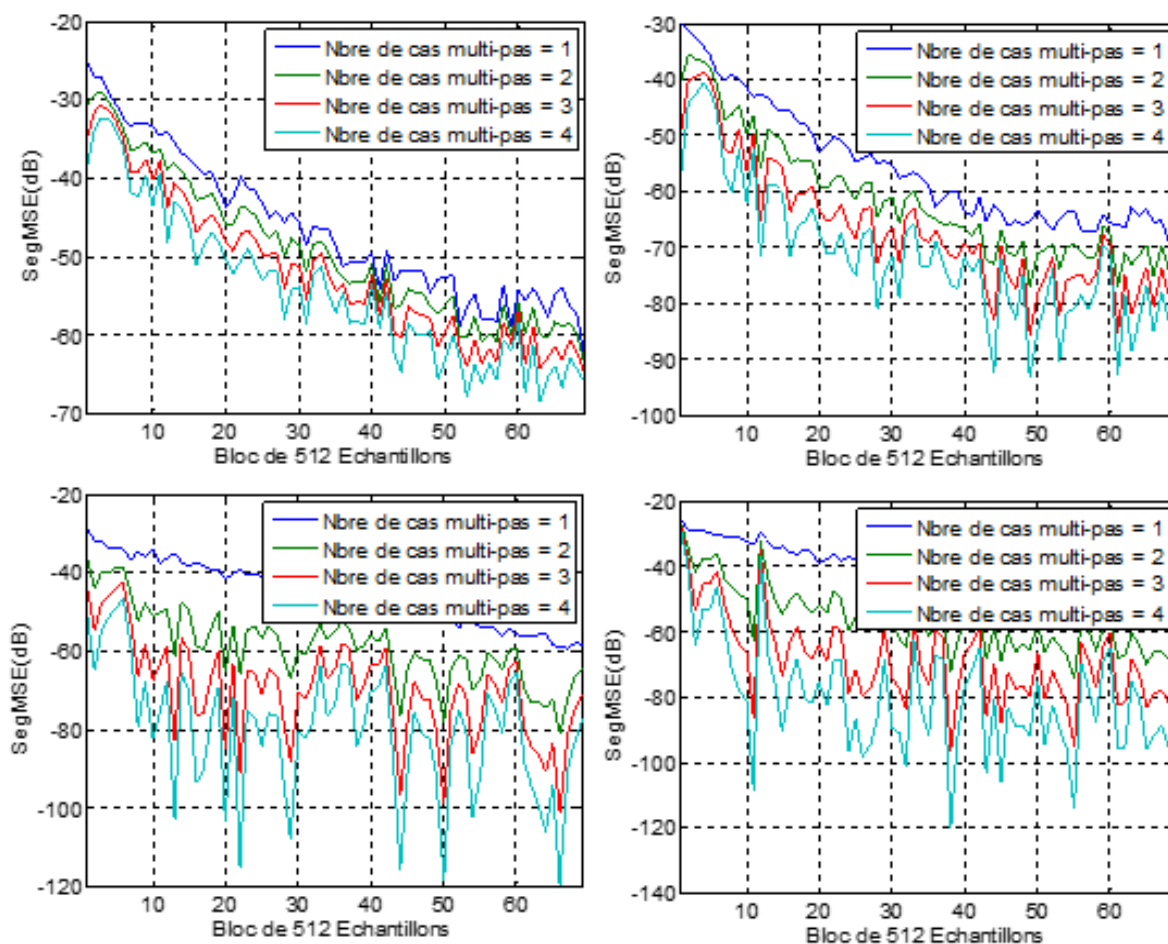 -20
-30
-40
-50
-60
-70
SegMSE(dB)
Nbre de cas multi-pas = 1
Nbre de cas multi-pas = 2
Nbre de cas multi-pas = 3
Nbre de cas multi-pas = 4
10 20 30 40 50 60
Bloc de 512 Echantillons
-30
-40
-50
-60
-70
-80
-90
-100
SegMSE(dB)
Nbre de cas multi-pas = 1
Nbre de cas multi-pas = 2
Nbre de cas multi-pas = 3
Nbre de cas multi-pas = 4
10 20 30 40 50 60
Bloc de 512 Echantillons
-20
-40
-60
-80
-100
-120
SegMSE(dB)
Nbre de cas multi-pas = 1
Nbre de cas multi-pas = 2
Nbre de cas multi-pas = 3
Nbre de cas multi-pas = 4
10 20 30 40 50 60
Bloc de 512 Echantillons
-20
-40
-60
-80
-100
-120
-140
SegMSE(dB)
Nbre de cas multi-pas = 1
Nbre de cas multi-pas = 2
Nbre de cas multi-pas = 3
Nbre de cas multi-pas = 4
10 20 30 40 50 60
Bloc de 512 Echantillons